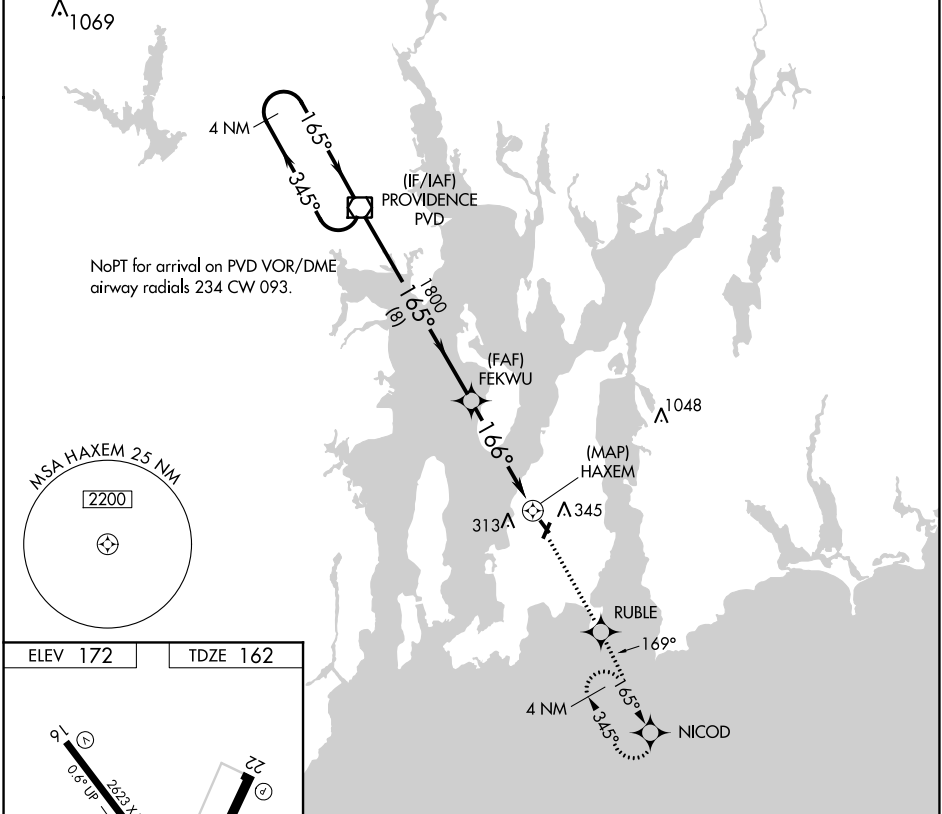 1069
4 NM
165°
345°
(IF/IAF)
PROVIDENCE
PVD
NoPT for arrival on PVD VOR/DME
airway radials 234 CW 093.
1800
165°
(8)
(FAF)
FEKWU
166°
1048
(MAP)
HAXEM
313
345
MSA HAXEM 25 NM
2200
RUBLE
169°
165°
4 NM
345°
NICOD
ELEV 172
TDZE 162
16
V
0.6° UP
2623 X
22
P